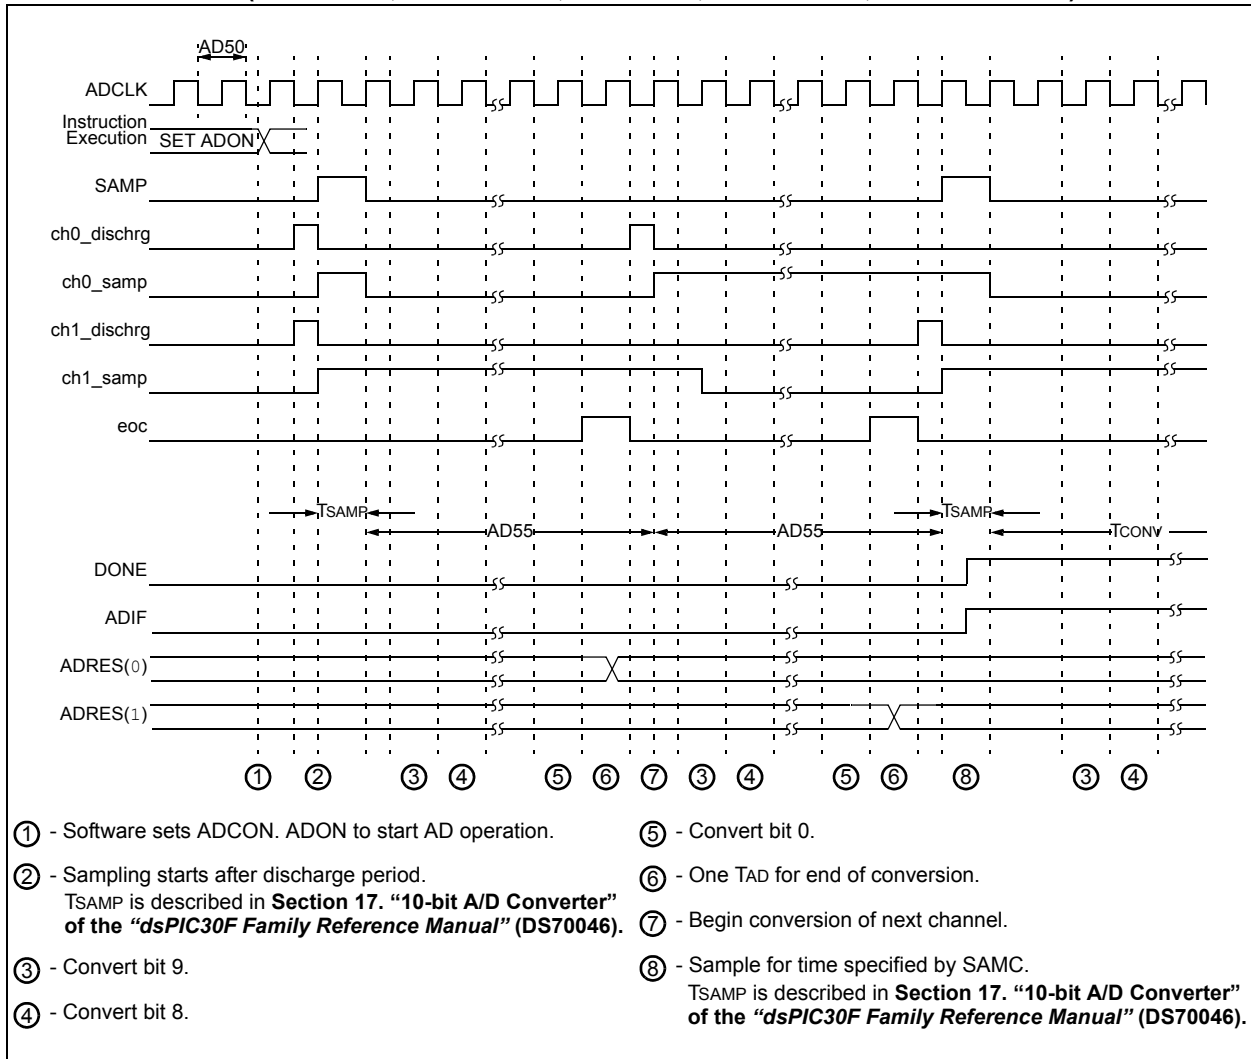 AD50
ADCLK
Instruction
Execution
SET ADON
SAMP
ch0_dischrg
ch0_samp
ch1_dischrg
ch1_samp
eoc
TSAMP
TSAMP
AD55
AD55
TCONV
DONE
ADIF
ADRES(0)
ADRES(1)
1 2 3 4 5 6 7 3 4 5 6 8 3 4
1 - Software sets ADCON. ADON to start AD operation.
2 - Sampling starts after discharge period.
TSAMP is described in Section 17. “10-bit A/D Converter”
of the “dsPIC30F Family Reference Manual” (DS70046).
3 - Convert bit 9.
4 - Convert bit 8.
5 - Convert bit 0.
6 - One TAD for end of conversion.
7 - Begin conversion of next channel.
8 - Sample for time specified by SAMC.
TSAMP is described in Section 17. “10-bit A/D Converter”
of the “dsPIC30F Family Reference Manual” (DS70046).